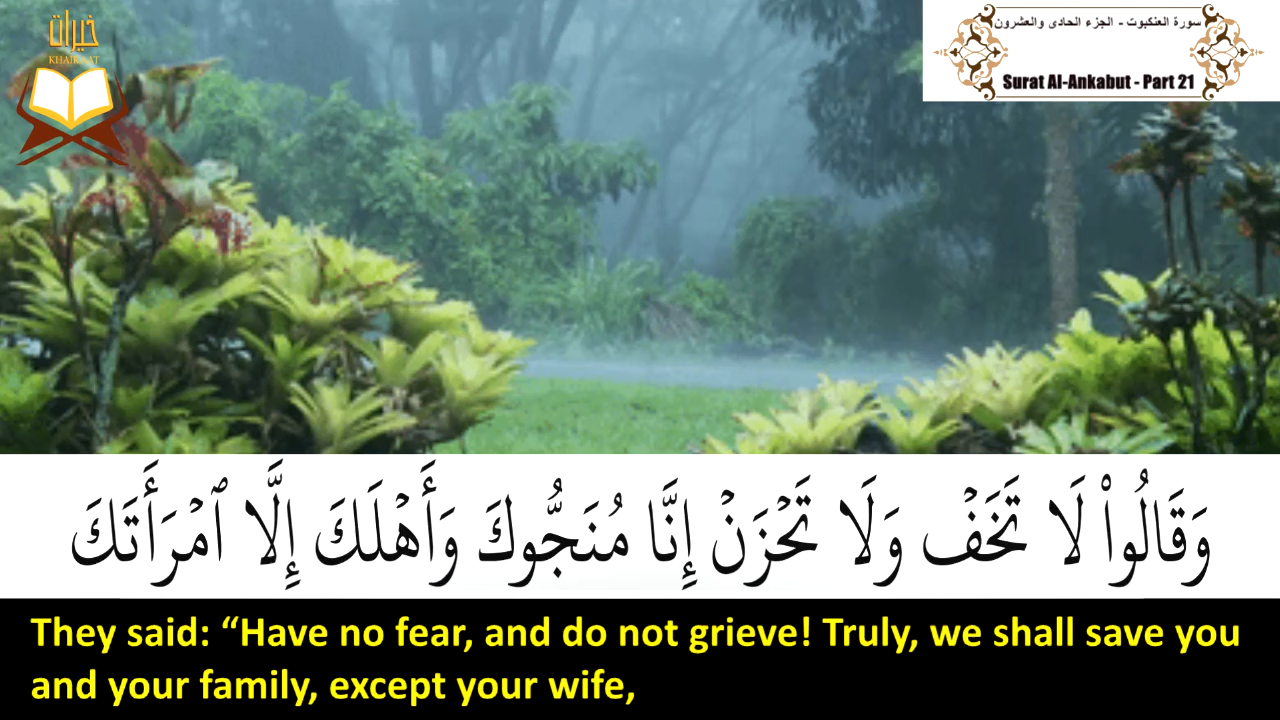 خيرات
KHAIRAAT
سورة العنكبوت - الجزء الحادى والعشرون
Surat Al-Ankabut - Part 21
وَقَالُوا۟ لَا تَخَفْ وَلَا تَحْزَنْ إِنَّا مُنَجُّوكَ وَأَهْلَكَ إِلَّا ٱمْرَأَتَكَ
They said: “Have no fear, and do not grieve! Truly, we shall save you
and your family, except your wife,